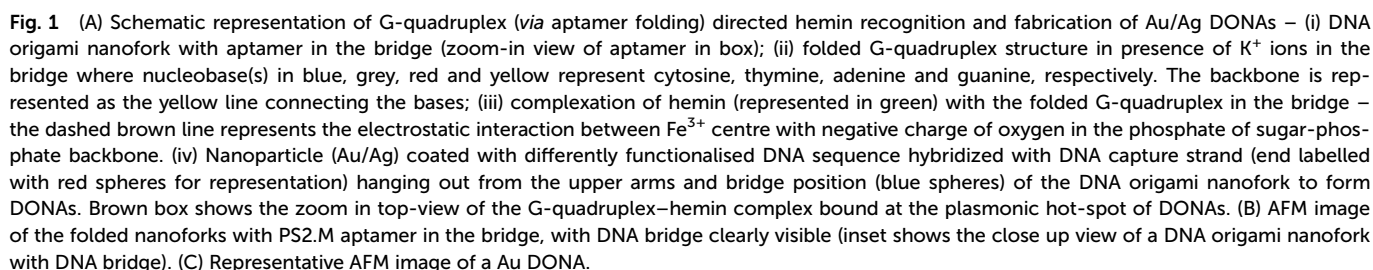 Fig. 1 (A) Schematic representation of G-quadruplex (via aptamer folding) directed hemin recognition and fabrication of Au/Ag DONAs – (i) DNA
origami nanofork with aptamer in the bridge (zoom-in view of aptamer in box); (ii) folded G-quadruplex structure in presence of K⁺ ions in the
bridge where nucleobase(s) in blue, grey, red and yellow represent cytosine, thymine, adenine and guanine, respectively. The backbone is rep-
resented as the yellow line connecting the bases; (iii) complexation of hemin (represented in green) with the folded G-quadruplex in the bridge –
the dashed brown line represents the electrostatic interaction between Fe³⁺ centre with negative charge of oxygen in the phosphate of sugar-phos-
phate backbone. (iv) Nanoparticle (Au/Ag) coated with differently functionalised DNA sequence hybridized with DNA capture strand (end labelled
with red spheres for representation) hanging out from the upper arms and bridge position (blue spheres) of the DNA origami nanofork to form
DONAs. Brown box shows the zoom in top-view of the G-quadruplex–hemin complex bound at the plasmonic hot-spot of DONAs. (B) AFM image
of the folded nanoforks with PS2.M aptamer in the bridge, with DNA bridge clearly visible (inset shows the close up view of a DNA origami nanofork
with DNA bridge). (C) Representative AFM image of a Au DONA.